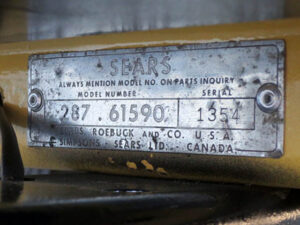 SEARS
ALWAYS MENTION MODEL NO. ON PARTS INQUIRY
MODEL NUMBER SERIAL
287.61590 1354
ROEBUCK AND CO. U.S.A.
SIMPSONS-SEARS LTD. CANADA